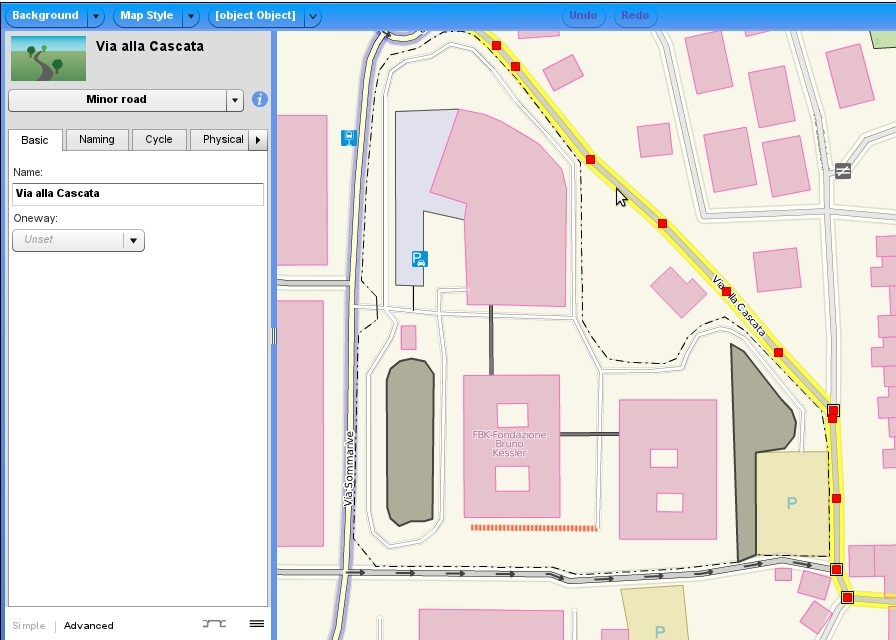 Background Map Style [object Object] Undo Redo
Via alla Cascata
Minor road
i
Basic Naming Cycle Physical
Name:
Via alla Cascata
Oneway:
Unset
P
Via alla Cascata
FBK-Fondazione
Bruno
Kessler
Via Sommarive
P
P
Simple Advanced